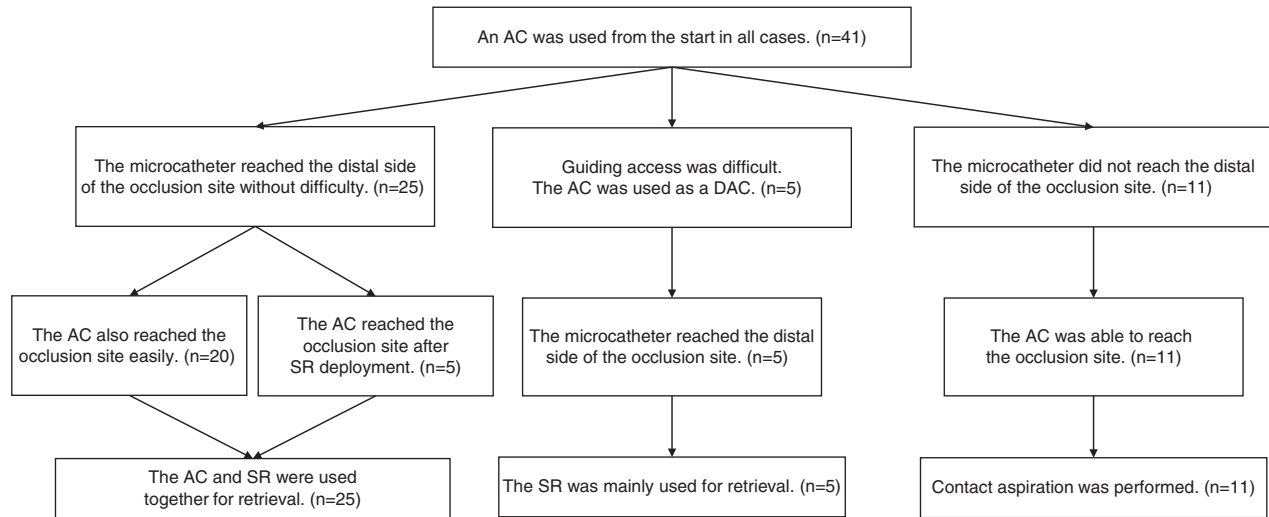 An AC was used from the start in all cases. (n=41)
The microcatheter reached the distal side
of the occlusion site without difficulty. (n=25)
Guiding access was difficult.
The AC was used as a DAC. (n=5)
The microcatheter did not reach the distal
side of the occlusion site. (n=11)
The AC also reached the
occlusion site easily. (n=20)
The AC reached the
occlusion site after
SR deployment. (n=5)
The microcatheter reached the distal
side of the occlusion site. (n=5)
The AC was able to reach
the occlusion site. (n=11)
The AC and SR were used
together for retrieval. (n=25)
The SR was mainly used for retrieval. (n=5)
Contact aspiration was performed. (n=11)